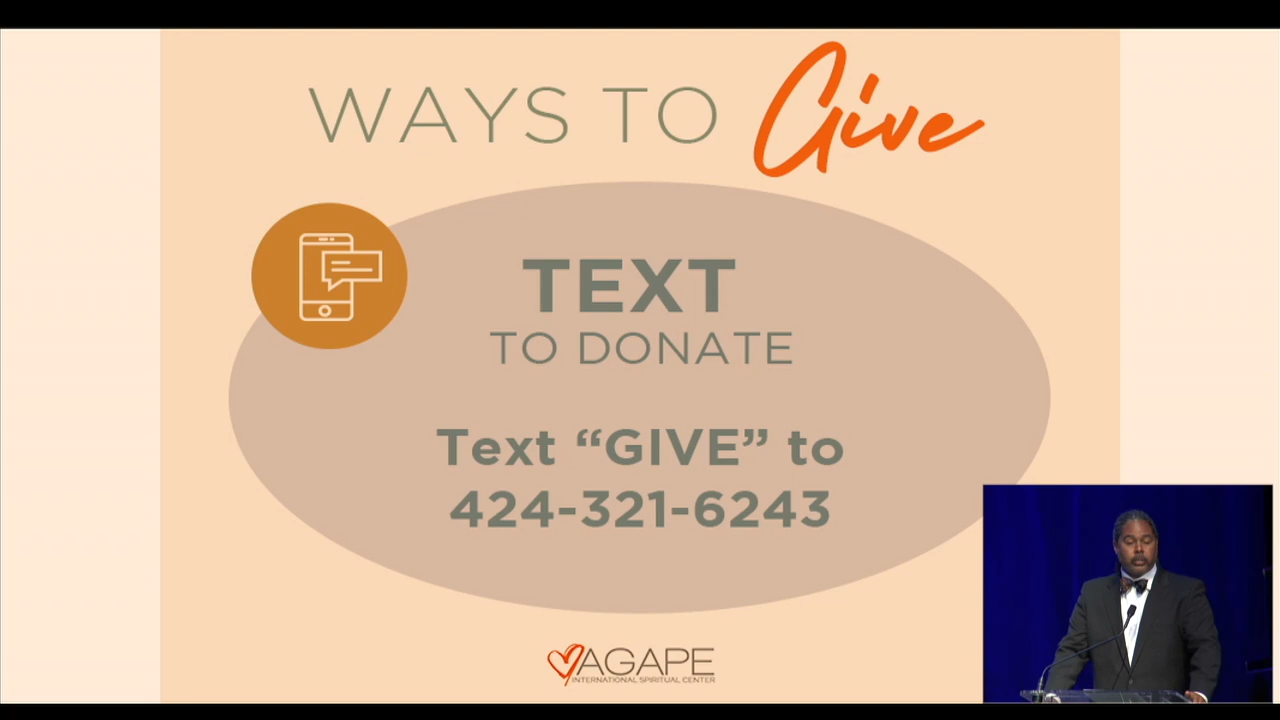 WAYS TO Give
TEXT
TO DONATE
Text “GIVE” to
424-321-6243
AGAPE
INTERNATIONAL SPIRITUAL CENTER